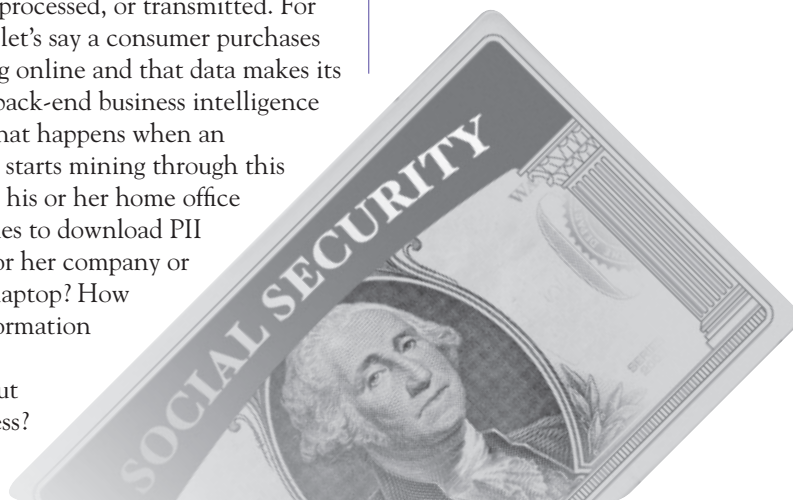 processed, or transmitted. For
let's say a consumer purchases
g online and that data makes its
back-end business intelligence
hat happens when an
starts mining through this
his or her home office
es to download PII
or her company or
laptop? How
ormation
ut
ess?
SOCIAL SECURITY